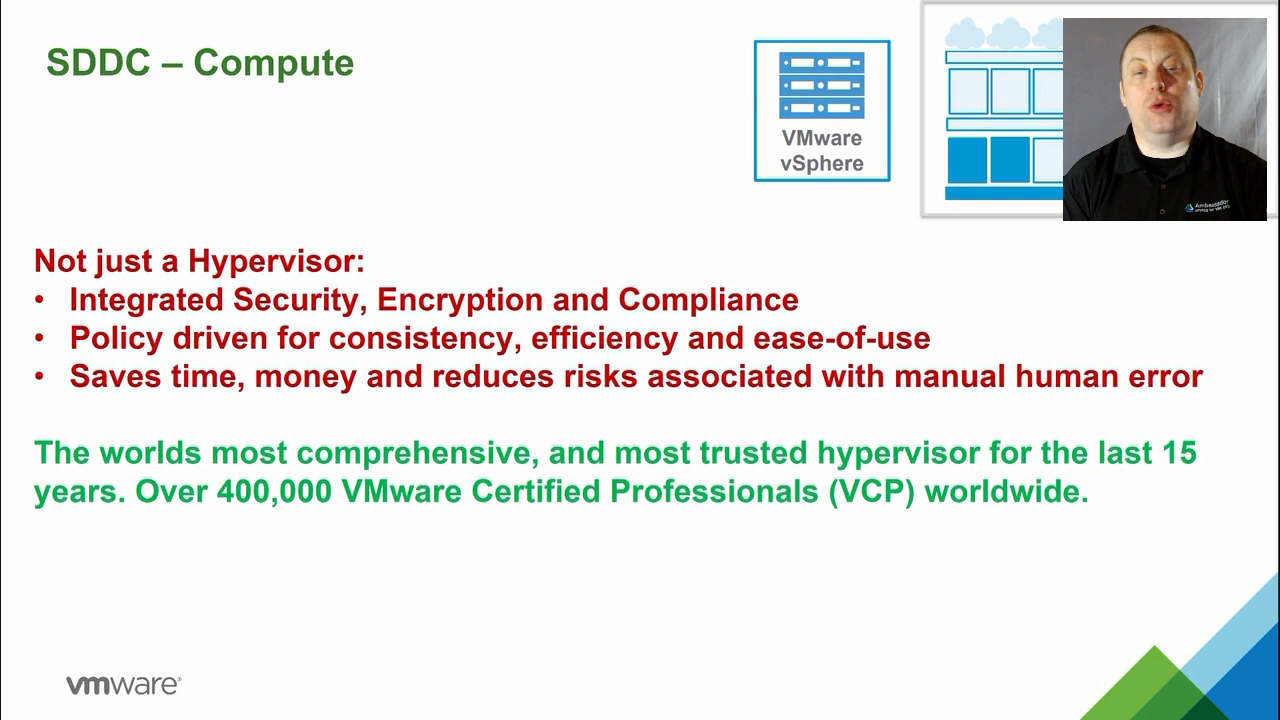 SDDC – Compute
VMware
vSphere
Ambassador
Not just a Hypervisor:
• Integrated Security, Encryption and Compliance
• Policy driven for consistency, efficiency and ease-of-use
• Saves time, money and reduces risks associated with manual human error
The worlds most comprehensive, and most trusted hypervisor for the last 15
years. Over 400,000 VMware Certified Professionals (VCP) worldwide.
vmware